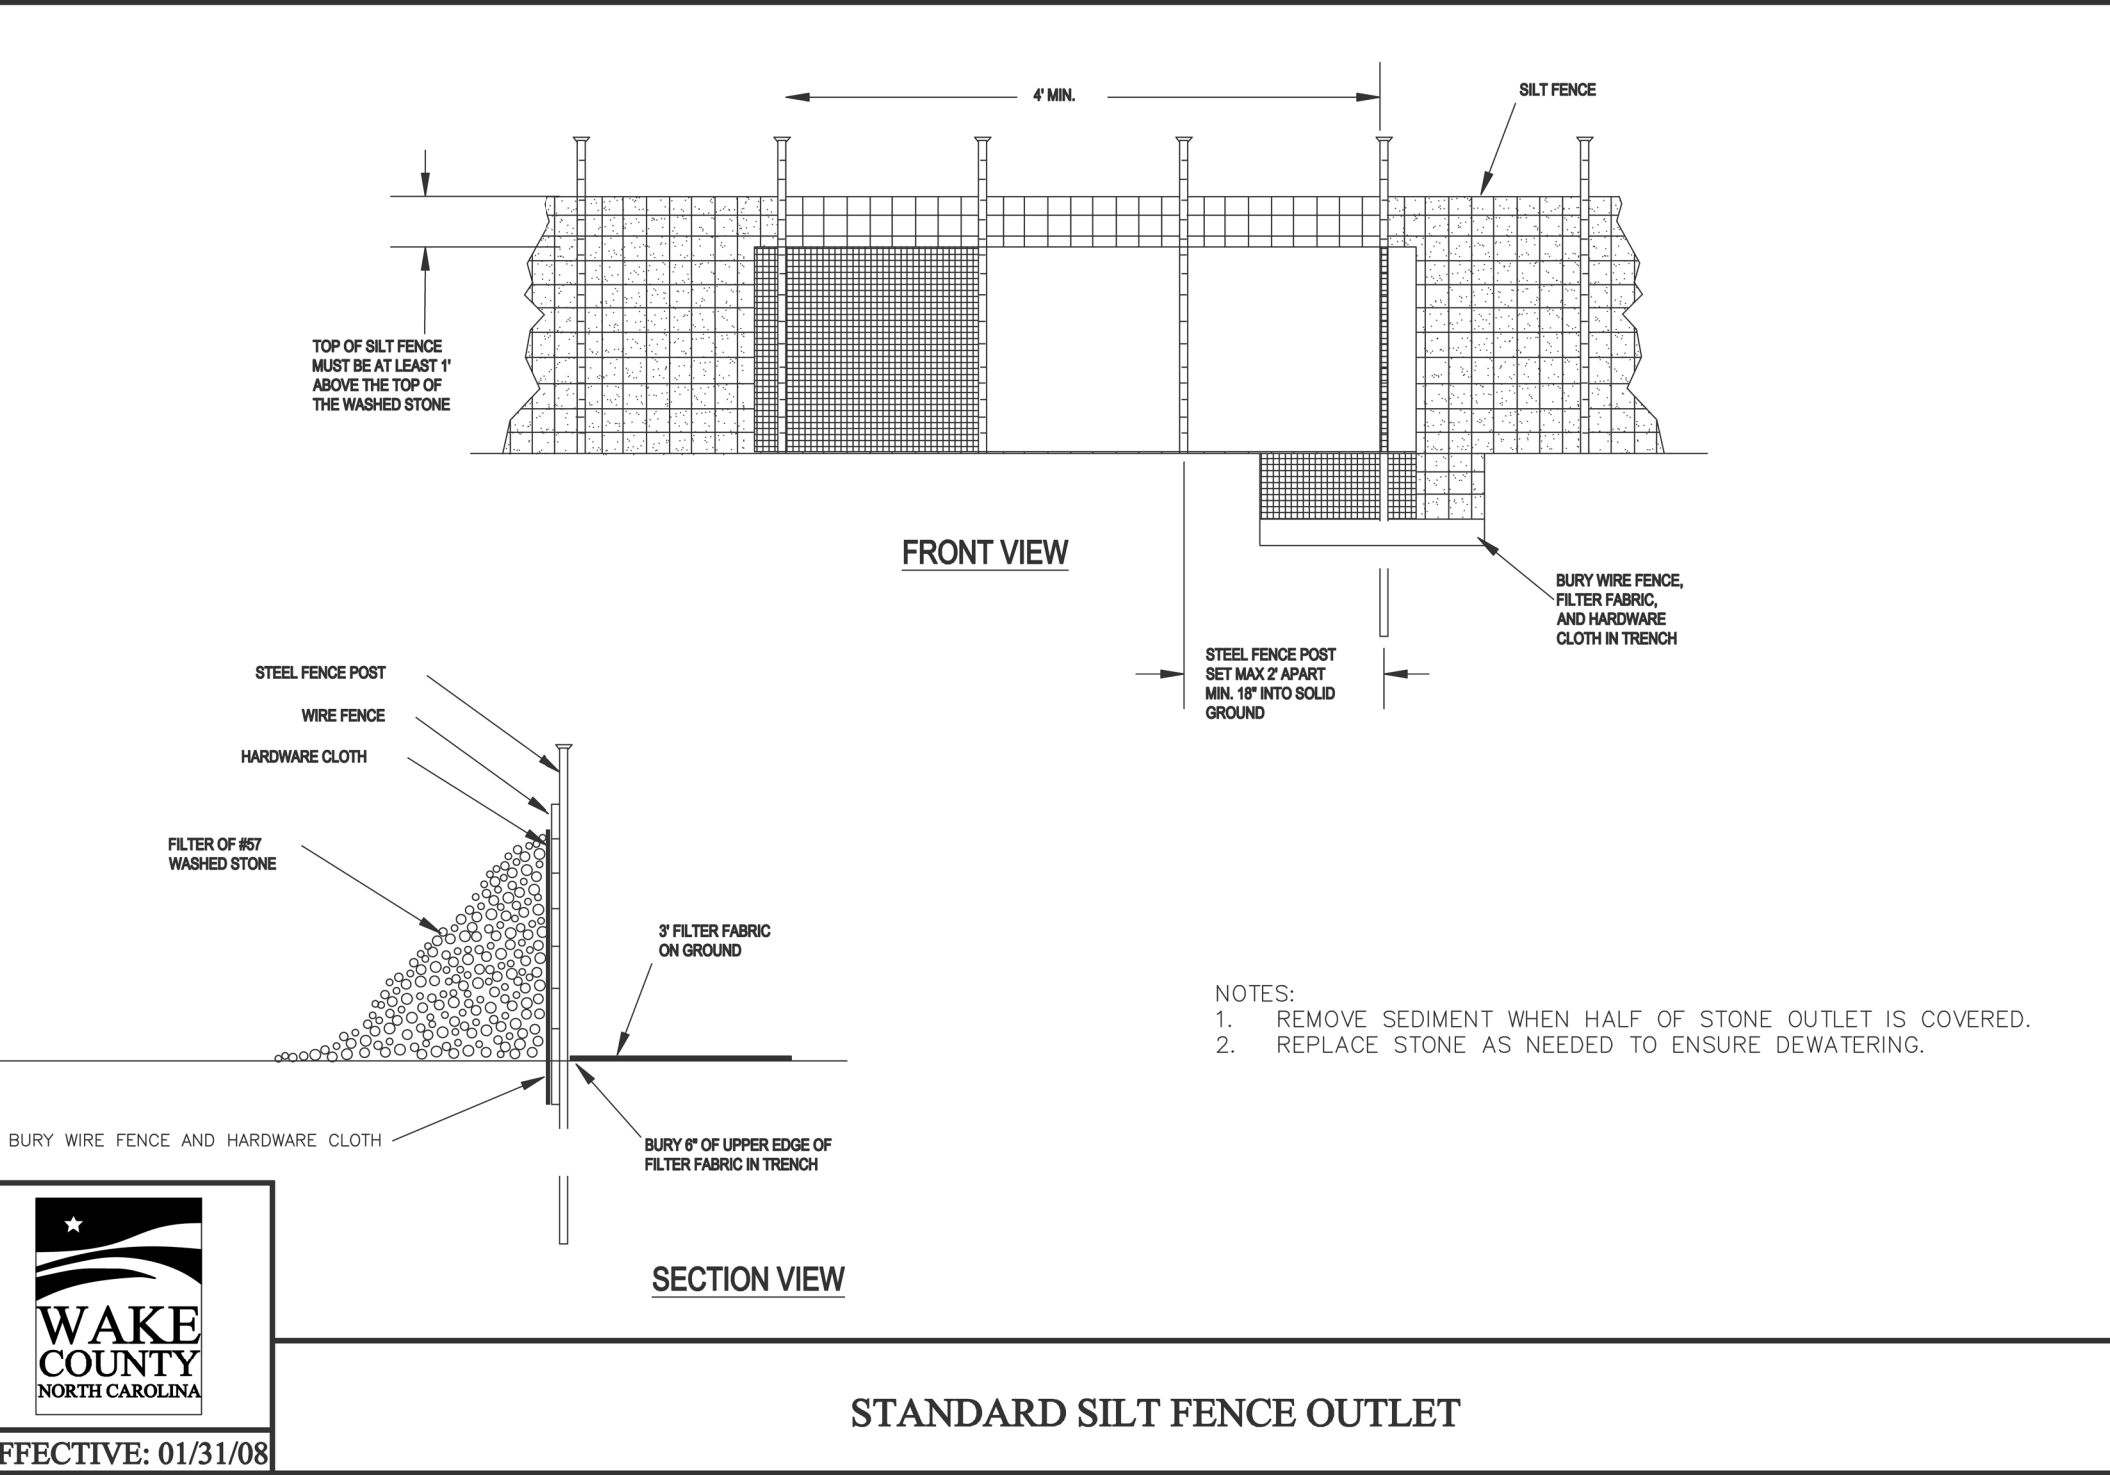 4' MIN.
SILT FENCE
TOP OF SILT FENCE
MUST BE AT LEAST 1'
ABOVE THE TOP OF
THE WASHED STONE
FRONT VIEW
BURY WIRE FENCE,
FILTER FABRIC,
AND HARDWARE
CLOTH IN TRENCH
STEEL FENCE POST
SET MAX 2' APART
MIN. 18" INTO SOLID
GROUND
STEEL FENCE POST
WIRE FENCE
HARDWARE CLOTH
FILTER OF #57
WASHED STONE
3' FILTER FABRIC
ON GROUND
NOTES:
1. REMOVE SEDIMENT WHEN HALF OF STONE OUTLET IS COVERED.
2. REPLACE STONE AS NEEDED TO ENSURE DEWATERING.
BURY WIRE FENCE AND HARDWARE CLOTH
BURY 6" OF UPPER EDGE OF
FILTER FABRIC IN TRENCH
SECTION VIEW
WAKE
COUNTY
NORTH CAROLINA
FFECTIVE: 01/31/08
STANDARD SILT FENCE OUTLET